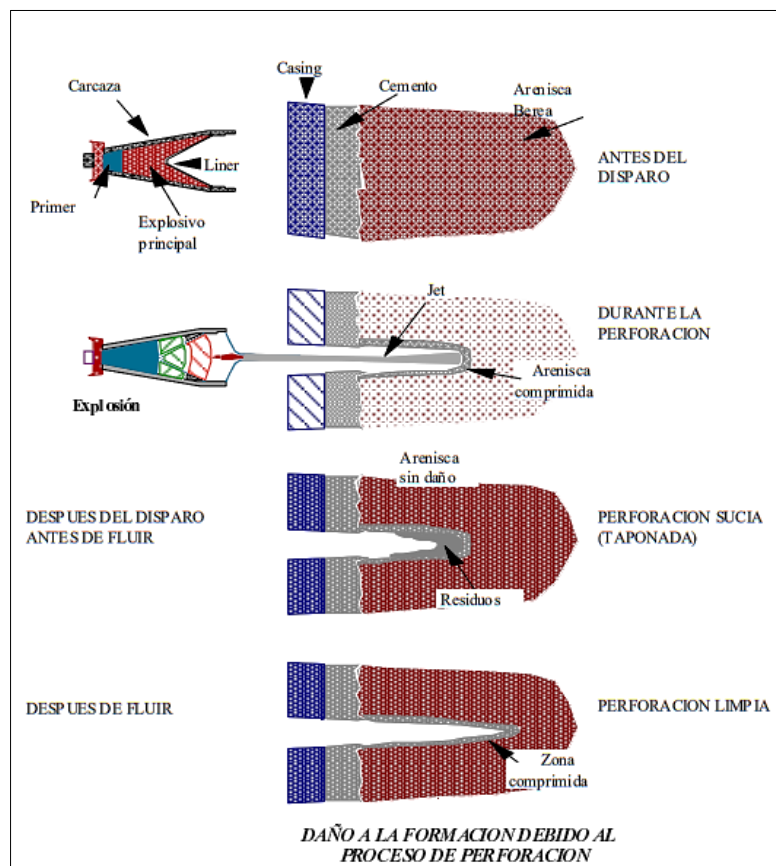 Casing
Carcaza
Cemento
Arenisca
Berea
Liner
ANTES DEL
DISPARO
Primer
Explosivo
principal
Jet
DURANTE LA
PERFORACION
Arenisca
comprimida
Explosión
Arenisca
sin daño
DESPUES DEL DISPARO
ANTES DE FLUIR
PERFORACION SUCIA
(TAPONADA)
Residuos
DESPUES DE FLUIR
PERFORACION LIMPIA
Zona
comprimida
DAÑO A LA FORMACION DEBIDO AL
PROCESO DE PERFORACION